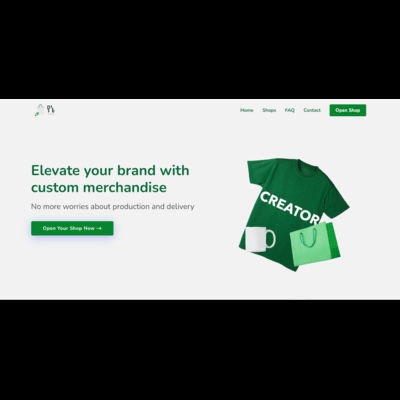 Home
Shops
FAQ
Contact
Open Shop
Elevate your brand with
custom merchandise
No more worries about production and delivery
Open Your Shop Now →
CREATOR